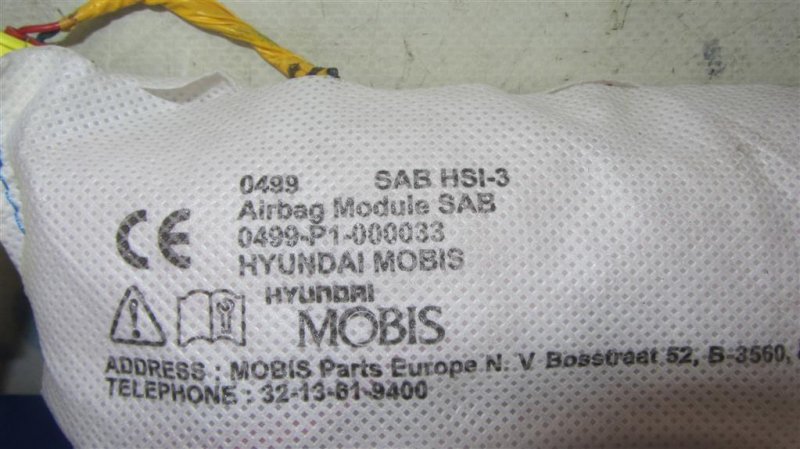 0499 SAB HSI-3
Airbag Module SAB
0499-P1-000033
HYUNDAI MOBIS
CE
HYUNDAI
MOBIS
ADDRESS : MOBIS Parts Europe N. V Bosstraat 52, B-3560,
TELEPHONE : 32-13-61-9400